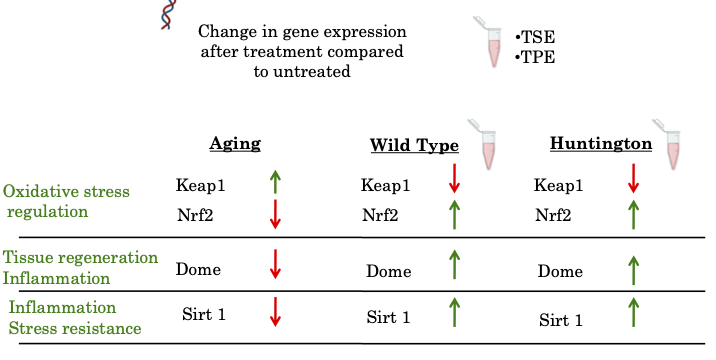 Change in gene expression
after treatment compared
to untreated
•TSE
•TPE
Aging
Wild Type
Huntington
Oxidative stress
regulation
Keap1
Keap1
Keap1
Nrf2
Nrf2
Nrf2
Tissue regeneration
Inflammation
Dome
Dome
Dome
Inflammation
Stress resistance
Sirt 1
Sirt 1
Sirt 1